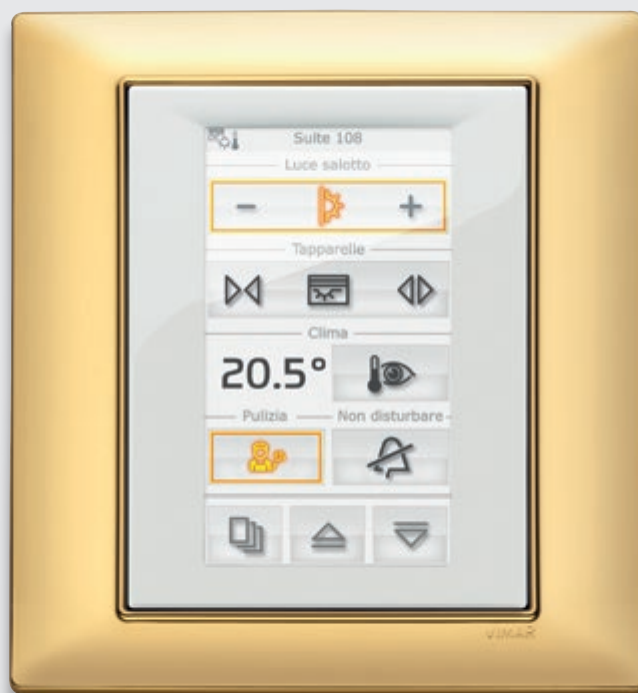 Suite 108
Luce salotto
- +
Tapparelle
Clima
20.5°
Pulizia Non disturbare
VIMAR